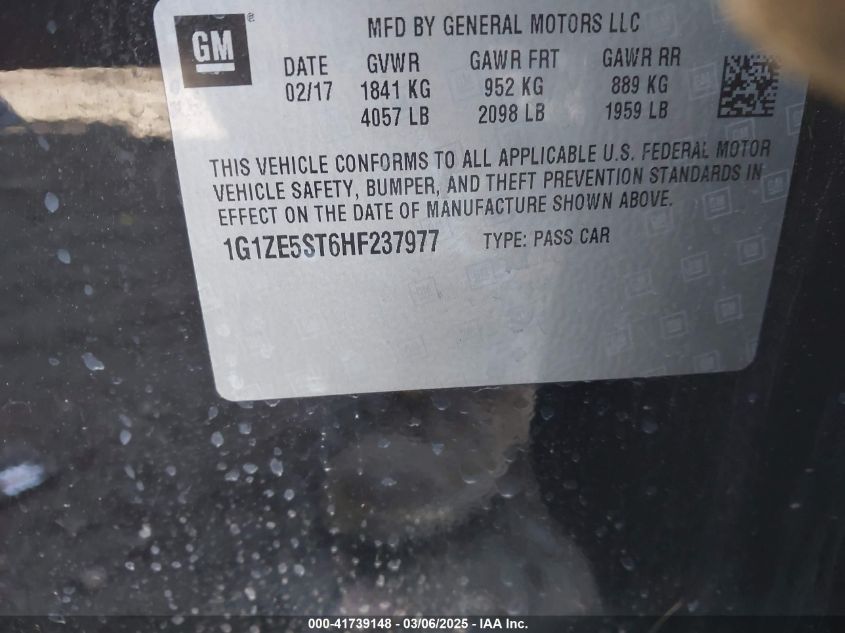 GM ®
MFD BY GENERAL MOTORS LLC
DATE GVWR GAWR FRT GAWR RR
02/17 1841 KG 952 KG 889 KG
4057 LB 2098 LB 1959 LB
THIS VEHICLE CONFORMS TO ALL APPLICABLE U.S. FEDERAL MOTOR
VEHICLE SAFETY, BUMPER, AND THEFT PREVENTION STANDARDS IN
EFFECT ON THE DATE OF MANUFACTURE SHOWN ABOVE.
1G1ZE5ST6HF237977 TYPE: PASS CAR
000-41739148 - 03/06/2025 - IAA Inc.